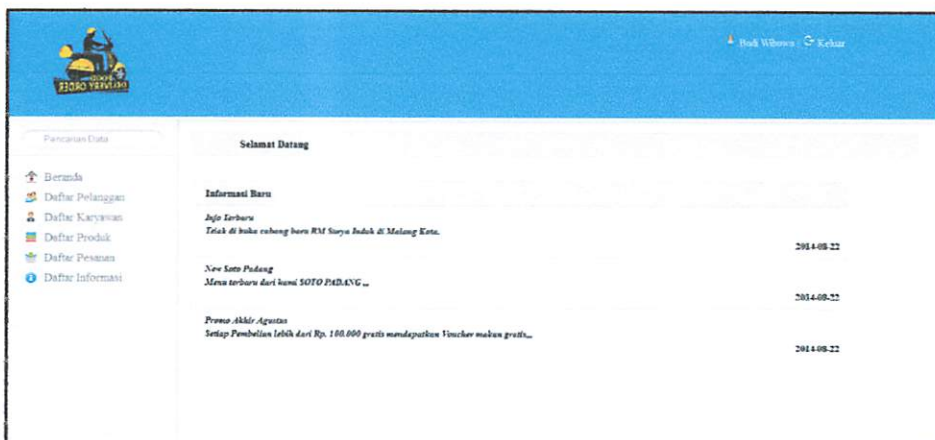 Budi Wibowo | Keluar
FOOD
DELIVERY ORDER
Pencarian Data
Selamat Datang
Beranda
Daftar Pelanggan
Daftar Karyawan
Daftar Produk
Daftar Pesanan
Daftar Informasi
Informasi Baru
Info Terbaru
Telah di buka cabang baru RM Surya Indah di Malang Kota.
2014-08-22
New Soto Padang
Menu terbaru dari kami SOTO PADANG ,,,
2014-08-22
Promo Akhir Agustus
Setiap Pembelian lebih dari Rp. 100.000 gratis mendapatkan Voucher makan gratis,,,
2014-08-22